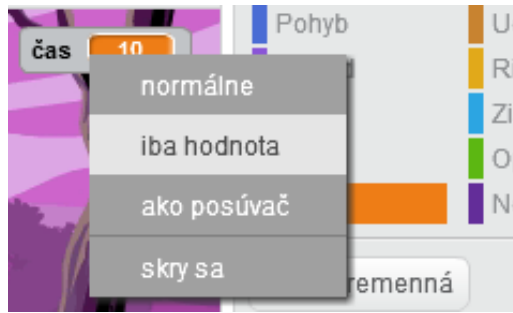 Pohyb
čas 10
normálne
iba hodnota
ako posúvač
skry sa
remenná